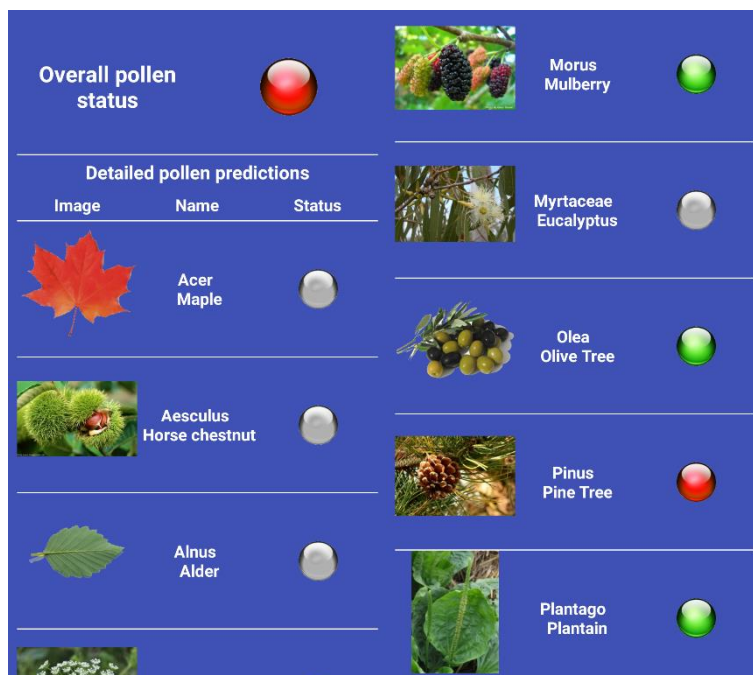 Overall pollen
status
Detailed pollen predictions
Image Name Status
Acer
Maple
Aesculus
Horse chestnut
Alnus
Alder
Morus
Mulberry
Myrtaceae
Eucalyptus
Olea
Olive Tree
Pinus
Pine Tree
Plantago
Plantain